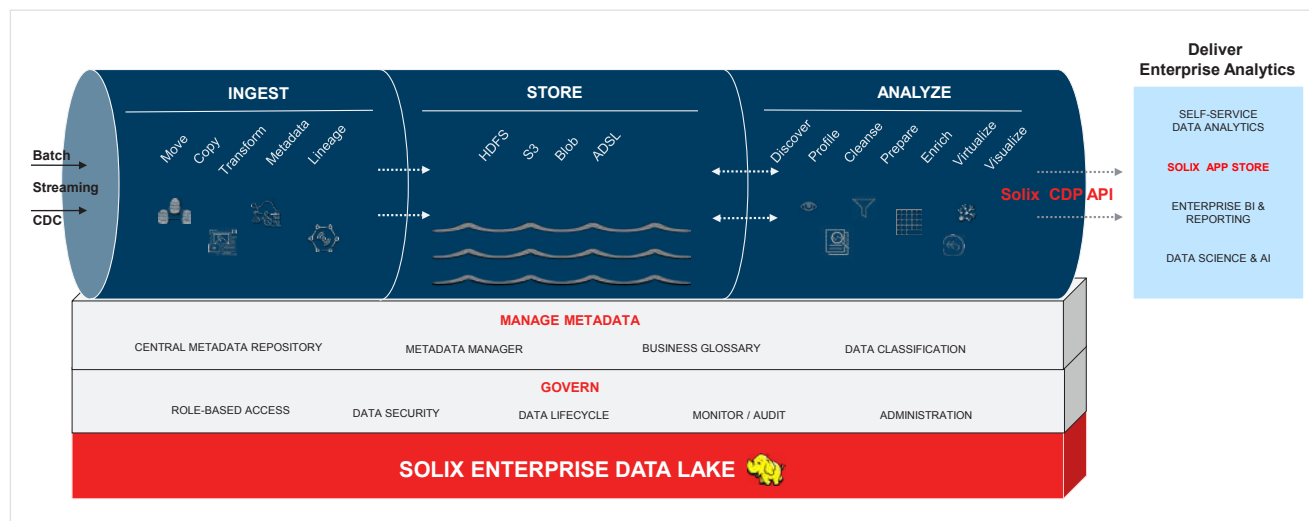 Deliver
Enterprise Analytics
INGEST
STORE
ANALYZE
Move
Copy
Transform
Metadata
Lineage
HDFS
S3
Blob
ADSL
Discover
Profile
Cleanse
Prepare
Enrich
Virtualize
Visualize
Batch
Streaming
CDC
Solix CDP API
SELF-SERVICE
DATA ANALYTICS
SOLIX APP STORE
ENTERPRISE BI &
REPORTING
DATA SCIENCE & AI
MANAGE METADATA
CENTRAL METADATA REPOSITORY
METADATA MANAGER
BUSINESS GLOSSARY
DATA CLASSIFICATION
GOVERN
ROLE-BASED ACCESS
DATA SECURITY
DATA LIFECYCLE
MONITOR / AUDIT
ADMINISTRATION
SOLIX ENTERPRISE DATA LAKE